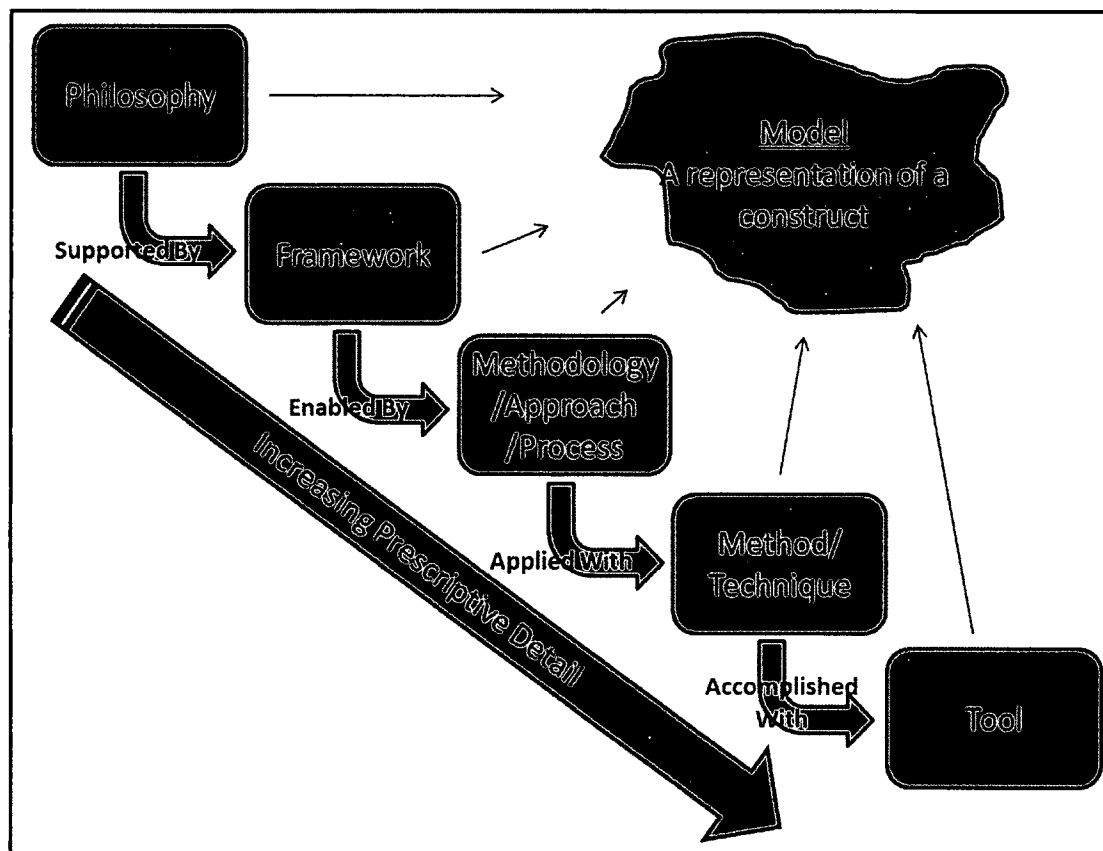 Philosophy
Model
A representation of a
construct
Supported By
Framework
Methodology
/Approach
/Process
Enabled By
Increasing Prescriptive Detail
Method/
Technique
Applied With
Accomplished
With
Tool